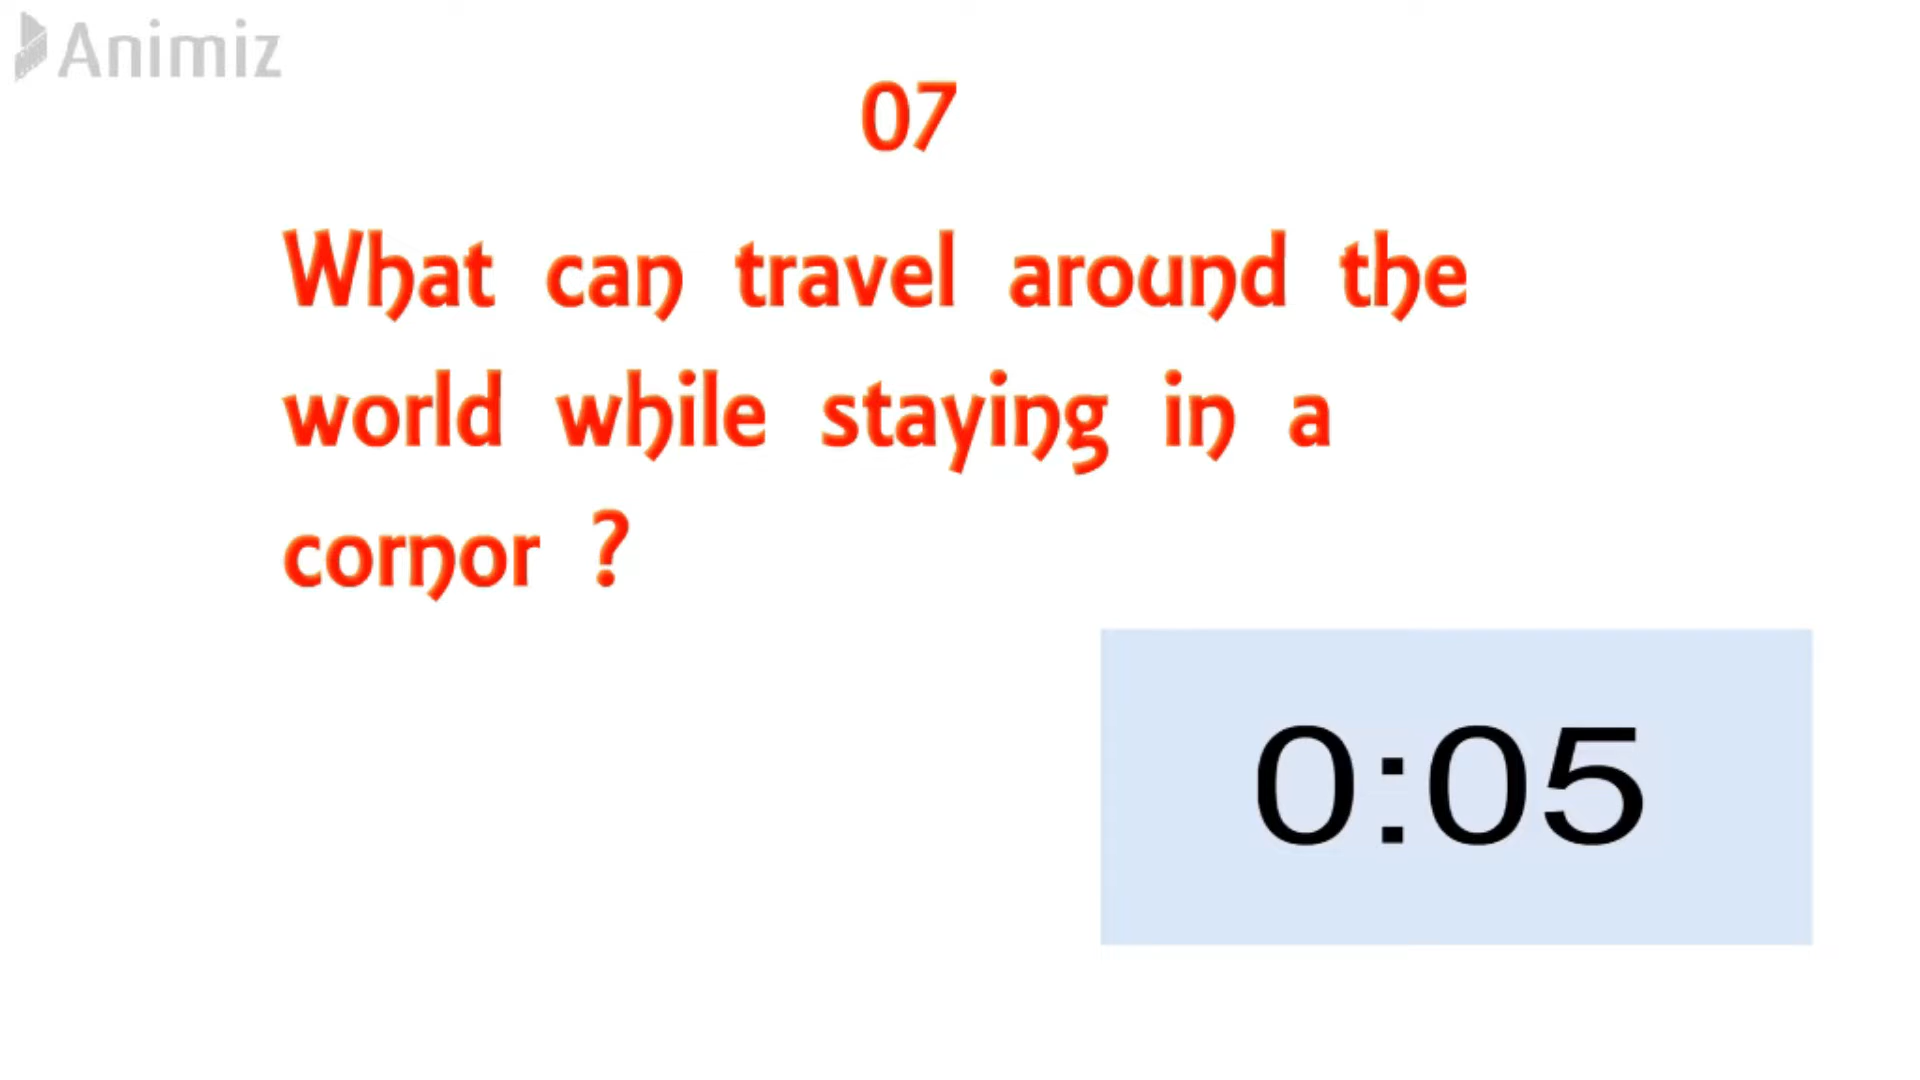 Animiz
07
What can travel around the
world while staying in a
cornor ?
0:05